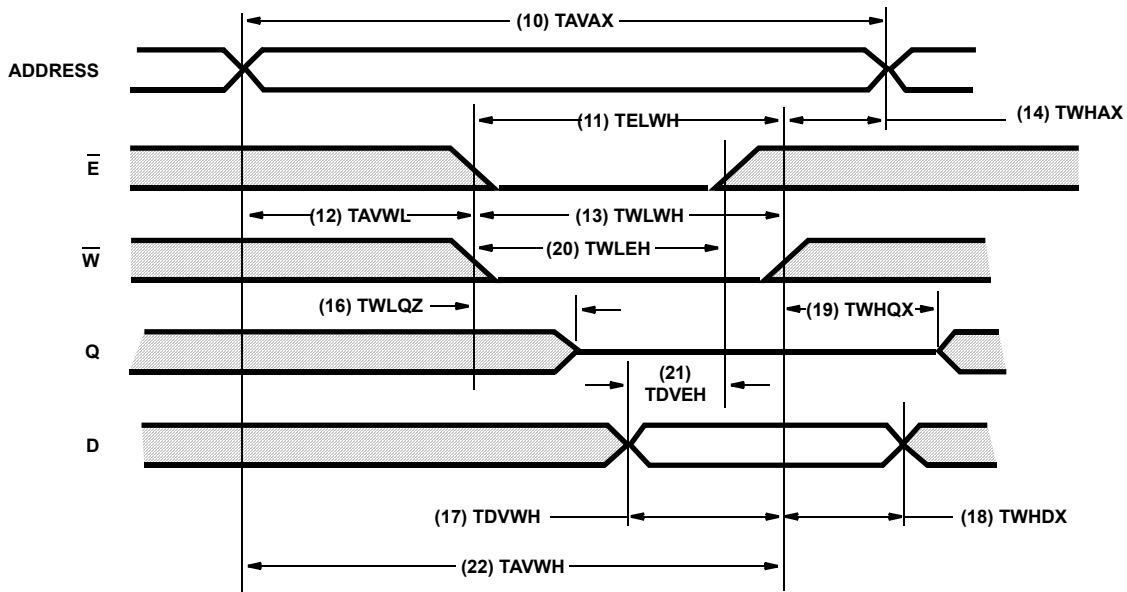 (10) TAVAX
ADDRESS
(11) TELWH
(14) TWHAX
E̅
(12) TAVWL
(13) TWLWH
W̅
(20) TWLEH
(16) TWLQZ
(19) TWHQX
Q
(21)
TDVEH
D
(17) TDVWH
(18) TWHDX
(22) TAVWH